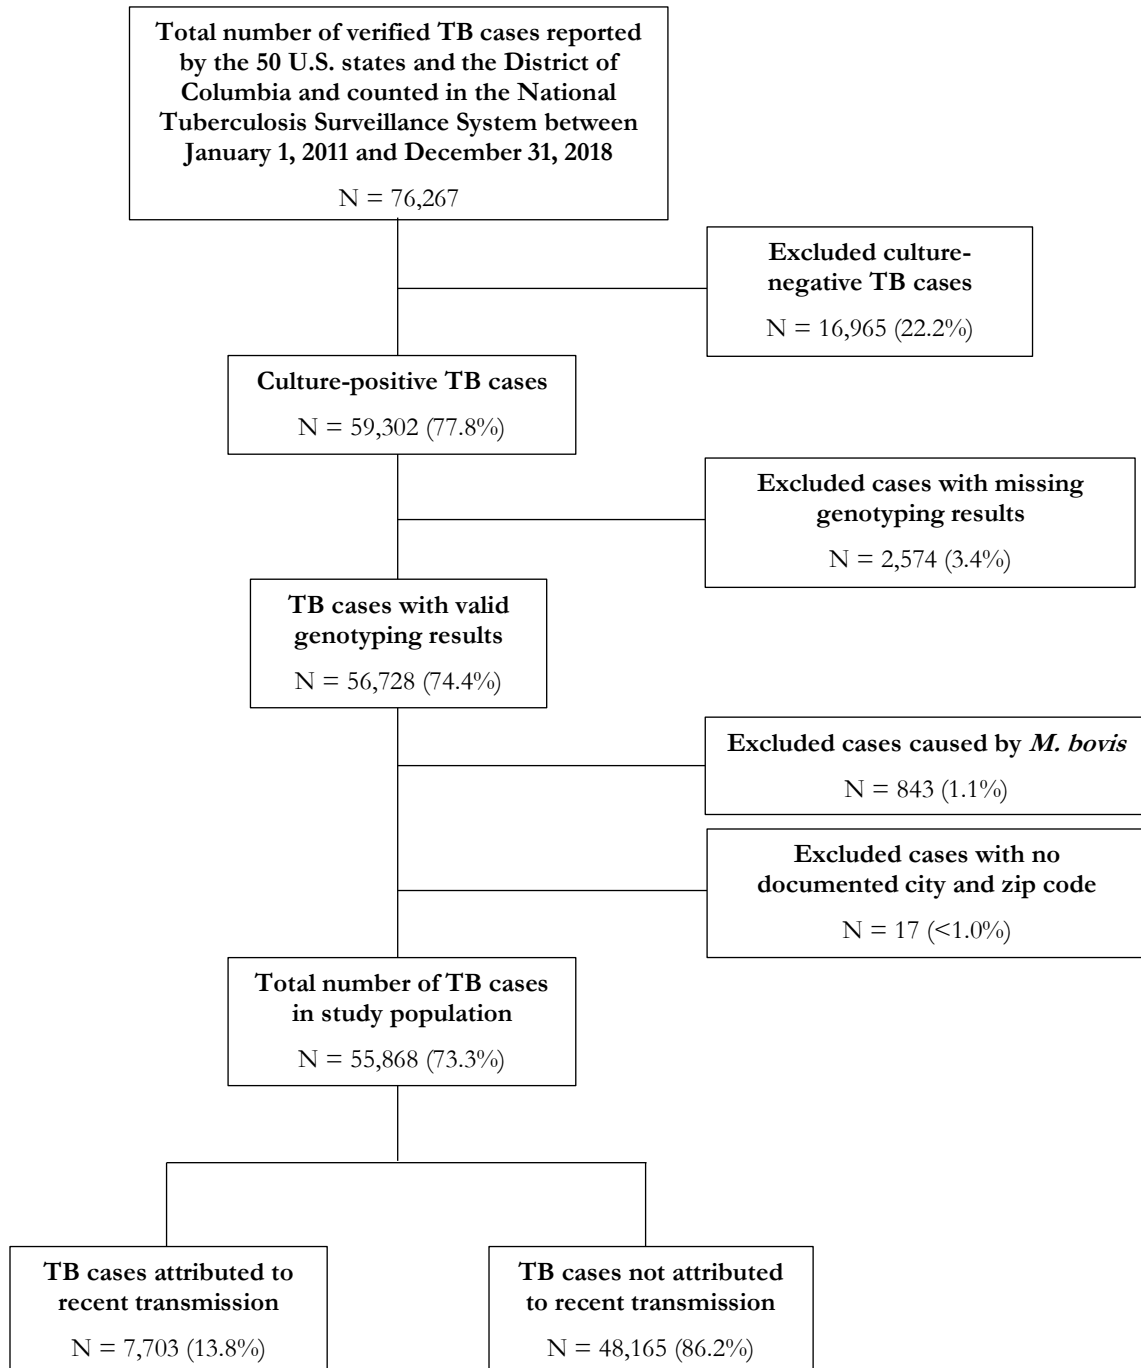 Total number of verified TB cases reported
by the 50 U.S. states and the District of
Columbia and counted in the National
Tuberculosis Surveillance System between
January 1, 2011 and December 31, 2018
N = 76,267
Excluded culture-
negative TB cases
N = 16,965 (22.2%)
Culture-positive TB cases
N = 59,302 (77.8%)
Excluded cases with missing
genotyping results
N = 2,574 (3.4%)
TB cases with valid
genotyping results
N = 56,728 (74.4%)
Excluded cases caused by M. bovis
N = 843 (1.1%)
Excluded cases with no
documented city and zip code
N = 17 (<1.0%)
Total number of TB cases
in study population
N = 55,868 (73.3%)
TB cases attributed to
recent transmission
N = 7,703 (13.8%)
TB cases not attributed
to recent transmission
N = 48,165 (86.2%)